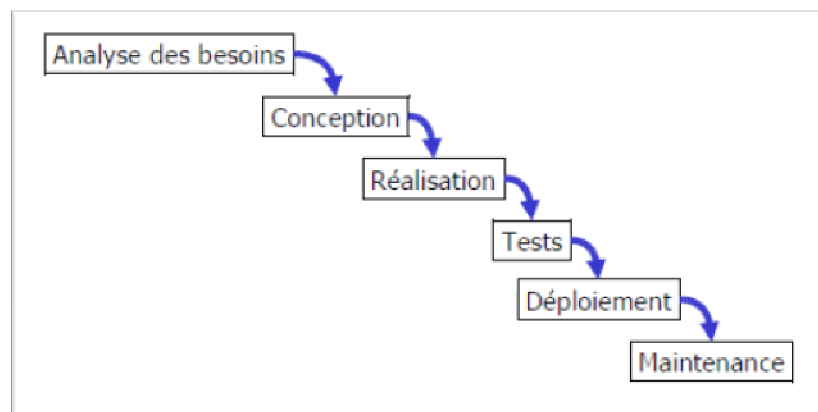 Analyse des besoins
Conception
Réalisation
Tests
Déploiement
Maintenance